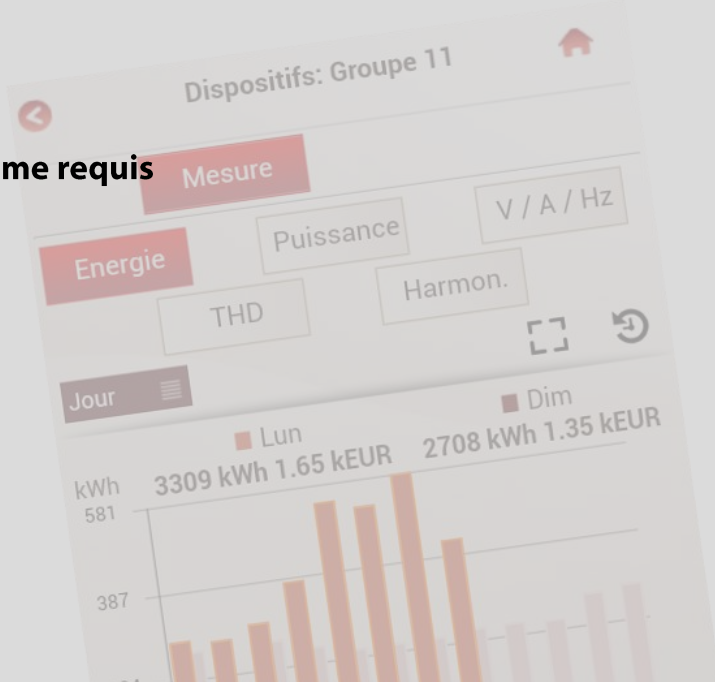 Dispositifs: Groupe 11
me requis
Mesure
Energie
Puissance
V / A / Hz
THD
Harmon.
Jour
Lun
Dim
kWh
3309 kWh 1.65 kEUR
2708 kWh 1.35 kEUR
581
387